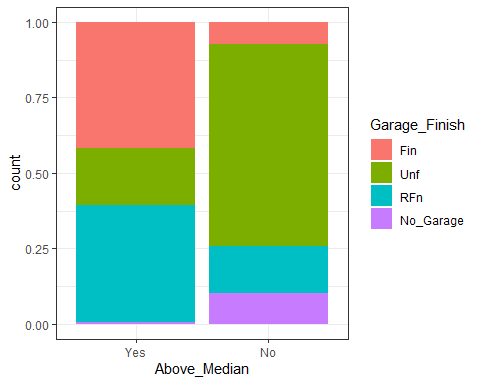 1.00
0.75
0.50
0.25
0.00
count
Yes No
Above_Median
Garage_Finish
Fin
Unf
RFn
No_Garage